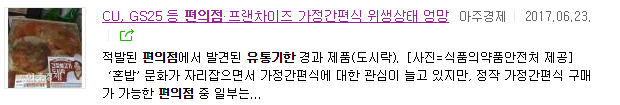 CU, GS25 등 편의점·프랜차이즈 가정간편식 위생상태 엉망 아주경제 | 2017.06.23.
|
적발된 편의점에서 발견된 유통기한 경과 제품(도시락). [사진=식품의약품안전처 제공]
‘혼밥’ 문화가 자리잡으면서 가정간편식에 대한 관심이 늘고 있지만, 정작 가정간편식 구매
가 가능한 편의점 중 일부는...